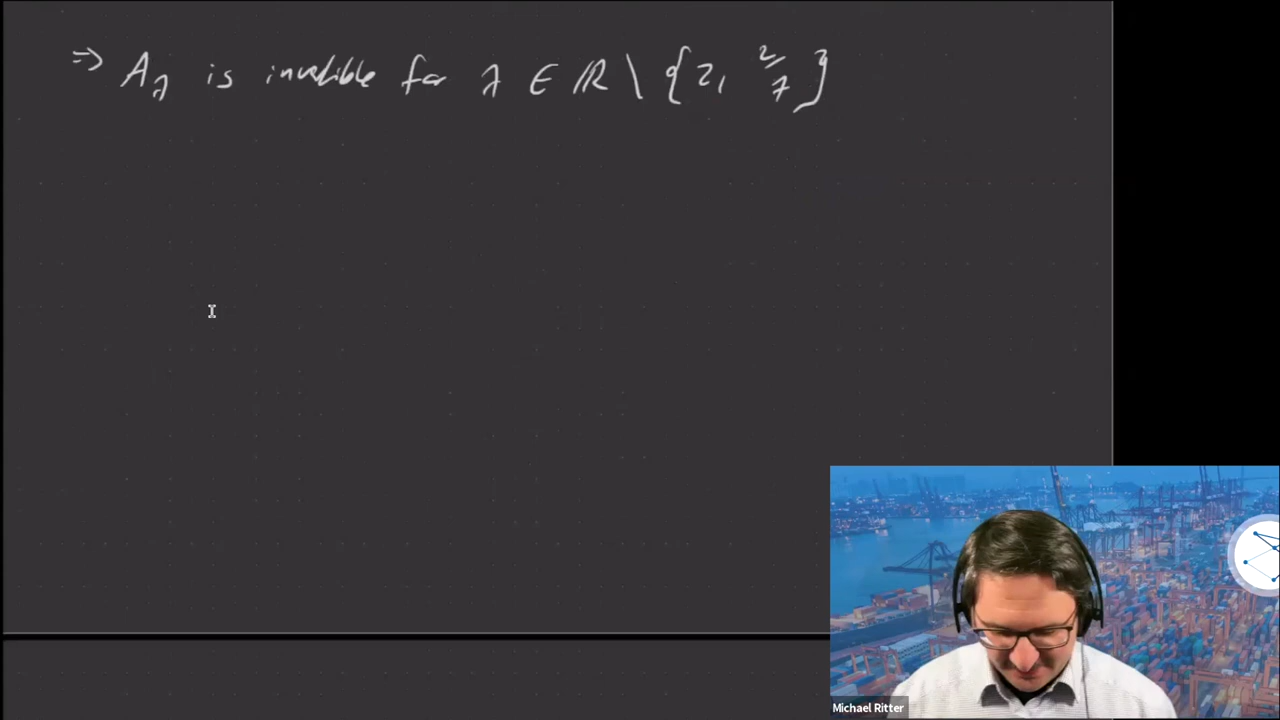 ⇒ A_λ is invertible for λ ∈ ℝ \ {2, 2/7}
Michael Ritter